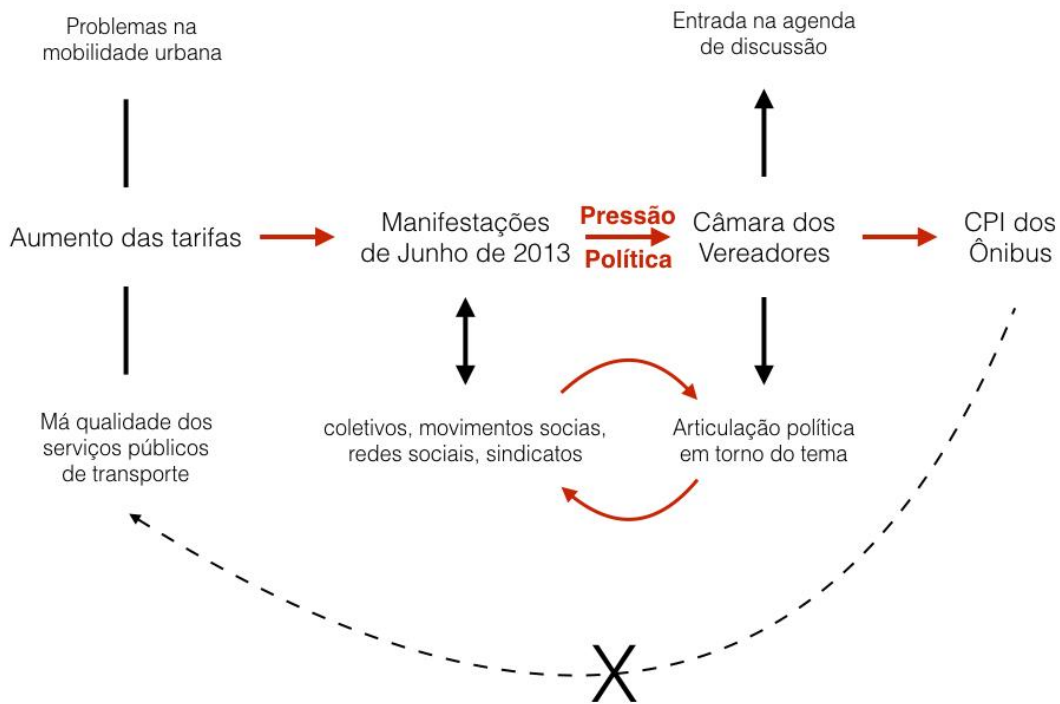 Problemas na
mobilidade urbana
Entrada na agenda
de discussão
Aumento das tarifas
Manifestações
de Junho de 2013
Pressão
Política
Câmara dos
Vereadores
CPI dos
Ônibus
Má qualidade dos
serviços públicos
de transporte
coletivos, movimentos socias,
redes sociais, sindicatos
Articulação política
em torno do tema
X